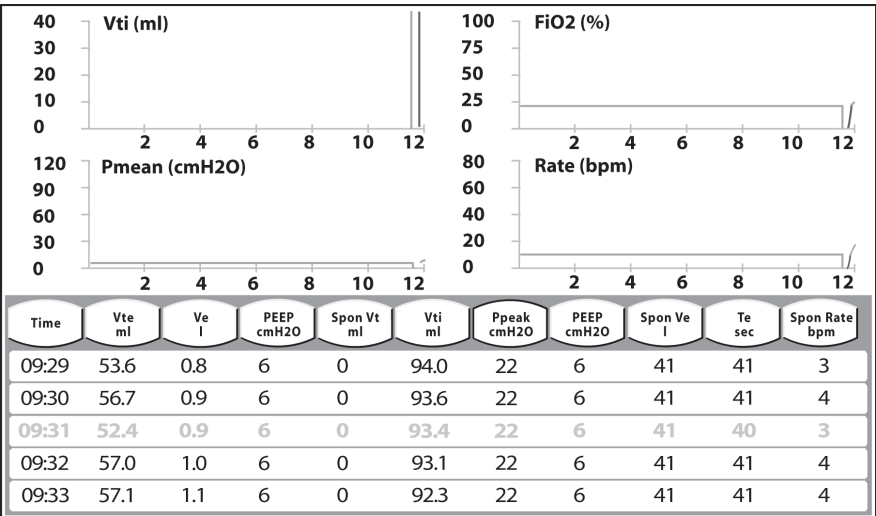 40 Vti (ml)
30
20
10
0
2 4 6 8 10 12
100 FiO2 (%)
75
50
25
0
2 4 6 8 10 12
120 Pmean (cmH2O)
90
60
30
0
2 4 6 8 10 12
80 Rate (bpm)
60
40
20
0
2 4 6 8 10 12
Time Vte ml Ve l PEEP cmH2O Spon Vt ml Vti ml Ppeak cmH2O PEEP cmH2O Spon Ve l Te sec Spon Rate bpm
09:29 53.6 0.8 6 0 94.0 22 6 41 41 3
09:30 56.7 0.9 6 0 93.6 22 6 41 41 4
09:31 52.4 0.9 6 0 93.4 22 6 41 40 3
09:32 57.0 1.0 6 0 93.1 22 6 41 41 4
09:33 57.1 1.1 6 0 92.3 22 6 41 41 4